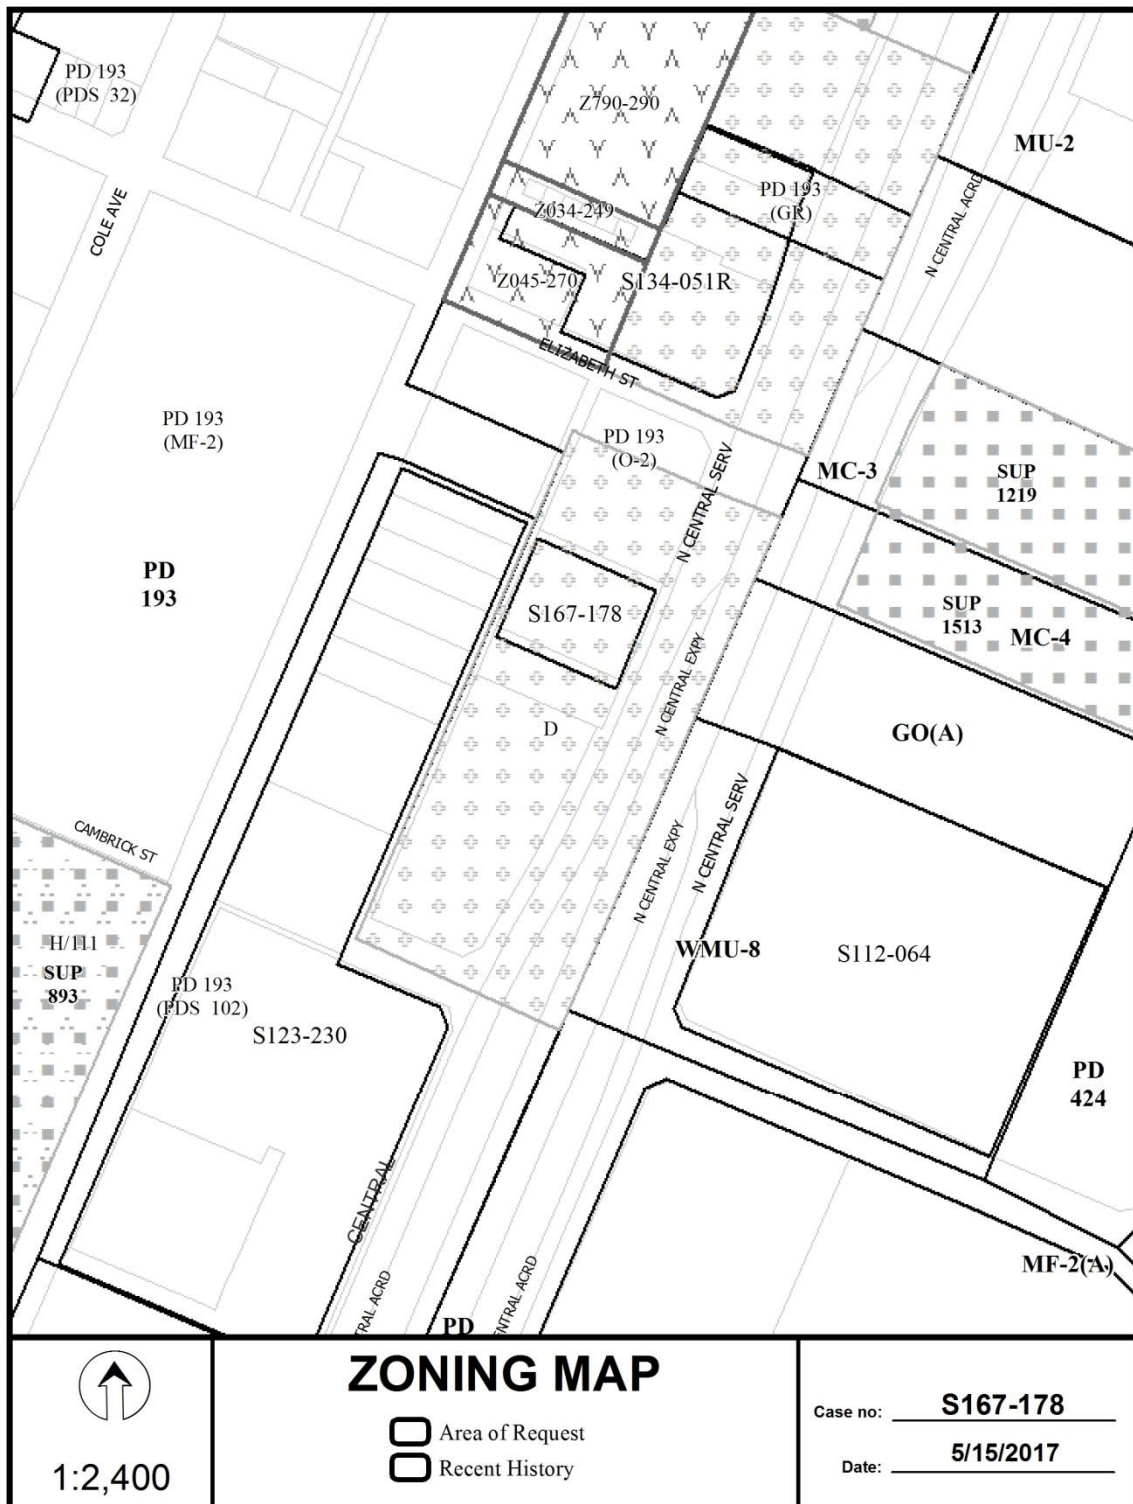 PD 193
(PDS 32)
Z790-290
MU-2
COLE AVE
PD 193
(GR)
Z034-249
N CENTRAL ACRD
Z045-270
S134-051R
ELIZABETH ST
PD 193
(MF-2)
PD 193
(O-2)
N CENTRAL SERV
MC-3
SUP
1219
PD
193
S167-178
SUP
1513
MC-4
N CENTRAL EXPY
D
GO(A)
N CENTRAL SERV
CAMBRICK ST
N CENTRAL EXPY
H/111
SUP
893
WMU-8
S112-064
PD 193
(PDS 102)
S123-230
PD
424
CENTRAL
MF-2(A)
TRAL ACRD
ENTRAL ACRD
PD
1:2,400
ZONING MAP
Area of Request
Recent History
Case no: S167-178
Date: 5/15/2017